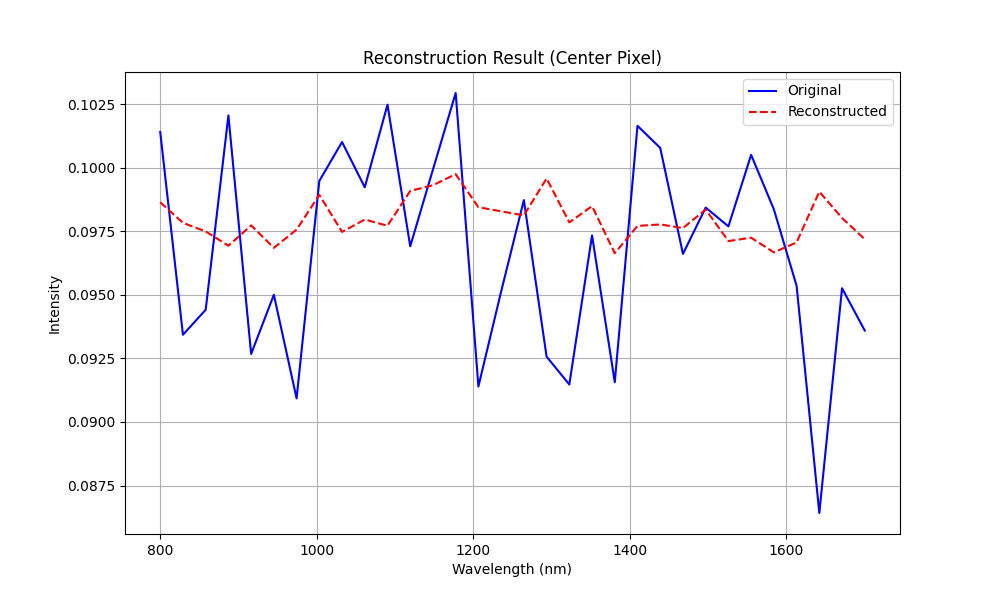 Reconstruction Result (Center Pixel)
Original
Reconstructed
0.1025
0.1000
0.0975
0.0950
0.0925
0.0900
0.0875
Intensity
800 1000 1200 1400 1600
Wavelength (nm)